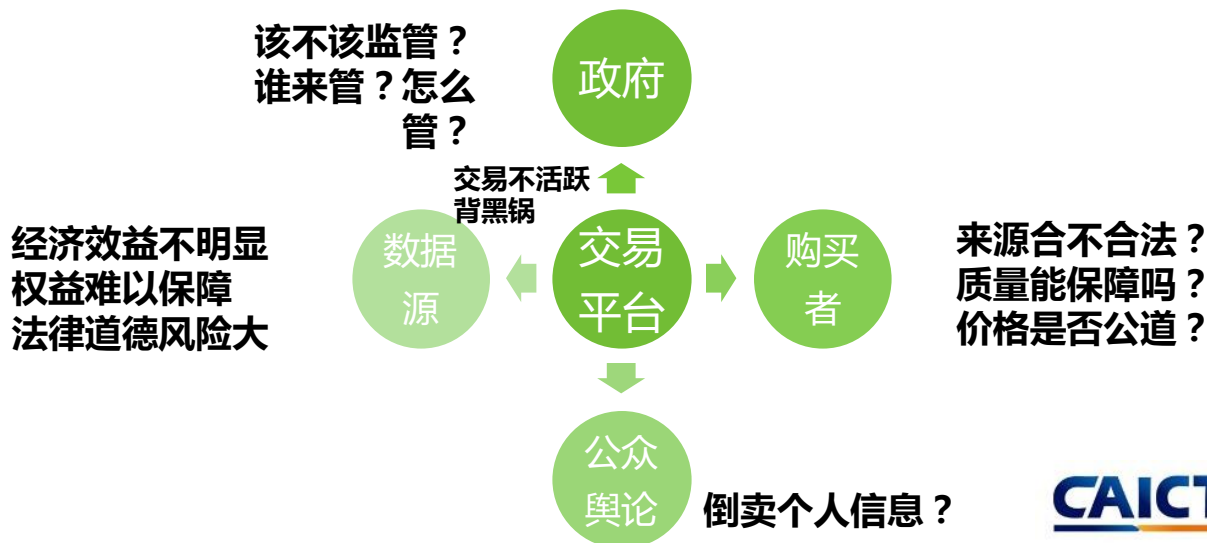 该不该监管？
谁来管？怎么
管？
政府
交易不活跃
背黑锅
经济效益不明显
权益难以保障
法律道德风险大
数据
源
交易
平台
购买
者
来源合不合法？
质量能保障吗？
价格是否公道？
公众
舆论
倒卖个人信息？
CAICT